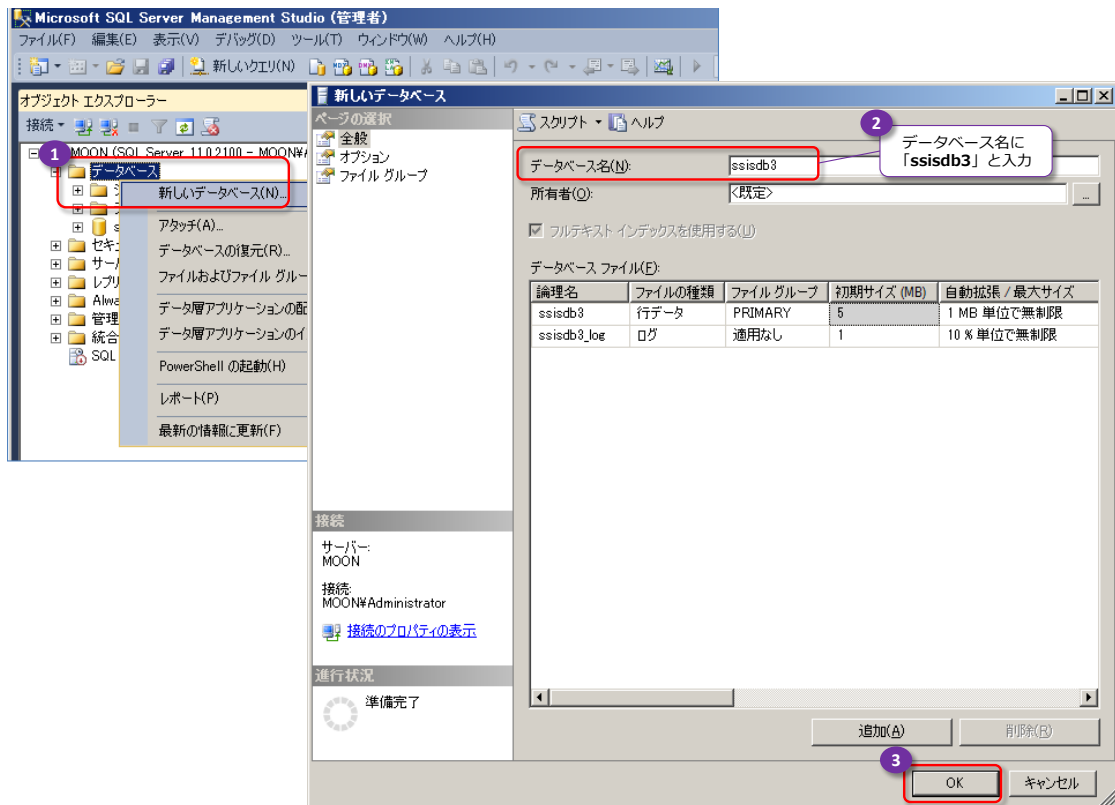 Microsoft SQL Server Management Studio (管理者)
ファイル(F) 編集(E) 表示(V) デバッグ(D) ツール(T) ウィンドウ(W) ヘルプ(H)
新しいクエリ(N)
オブジェクト エクスプローラー
接続
MOON (SQL Server 11.0.2100 - MOON¥
1
データベース
新しいデータベース(N)...
アタッチ(A)...
データベースの復元(R)...
ファイルおよびファイル グルー
データ層アプリケーションの配
データ層アプリケーションのイ
PowerShell の起動(H)
レポート(P)
最新の情報に更新(F)
s
セキ
サー
レプリ
Alwa
管理
統合
SQL
新しいデータベース
ページの選択
全般
オプション
ファイル グループ
スクリプト ヘルプ
2
データベース名に
「ssisdb3」と入力
データベース名(N): ssisdb3
所有者(O): <既定> ...
フルテキスト インデックスを使用する(U)
データベース ファイル(F):
論理名 ファイルの種類 ファイル グループ 初期サイズ (MB) 自動拡張 / 最大サイズ
ssisdb3 行データ PRIMARY 5 1 MB 単位で無制限
ssisdb3_log ログ 適用なし 1 10 % 単位で無制限
接続
サーバー:
MOON
接続:
MOON¥Administrator
接続のプロパティの表示
進行状況
準備完了
追加(A) 削除(R)
3
OK キャンセル